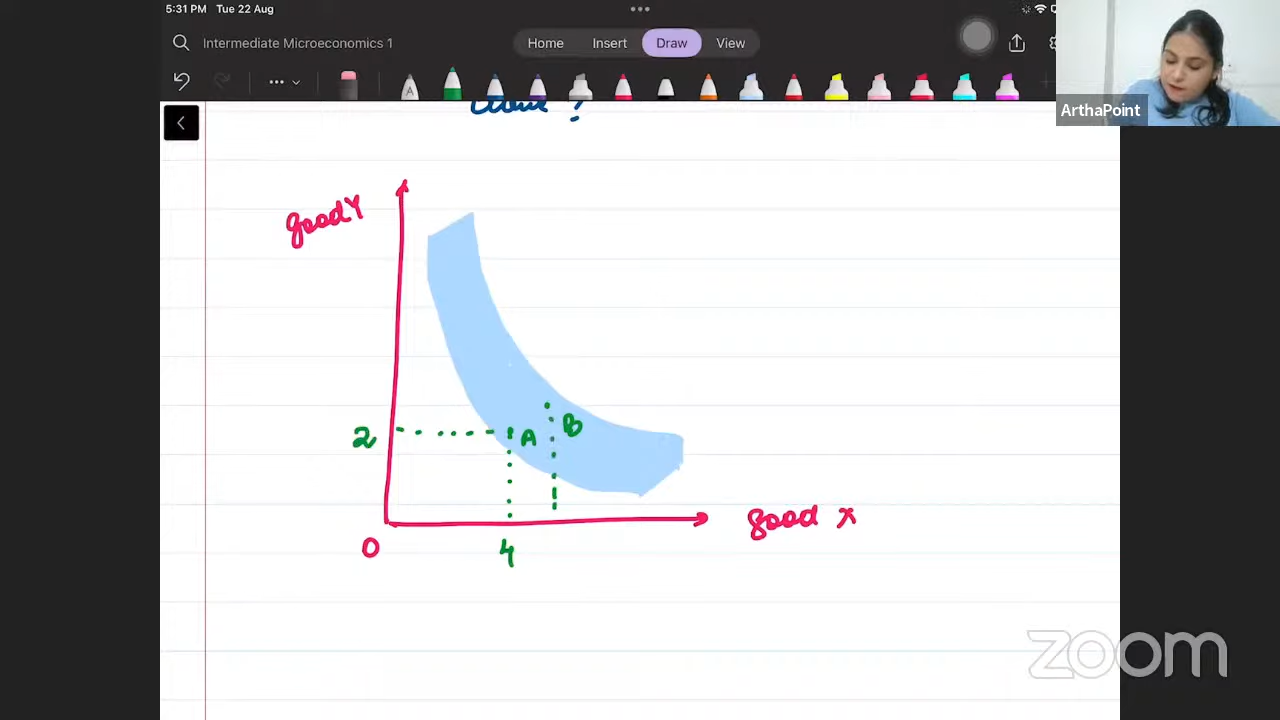 5:31 PM Tue 22 Aug
Intermediate Microeconomics 1
Home Insert Draw View
A
ArthaPoint
good Y
2
A
B
good x
0
4
zoom